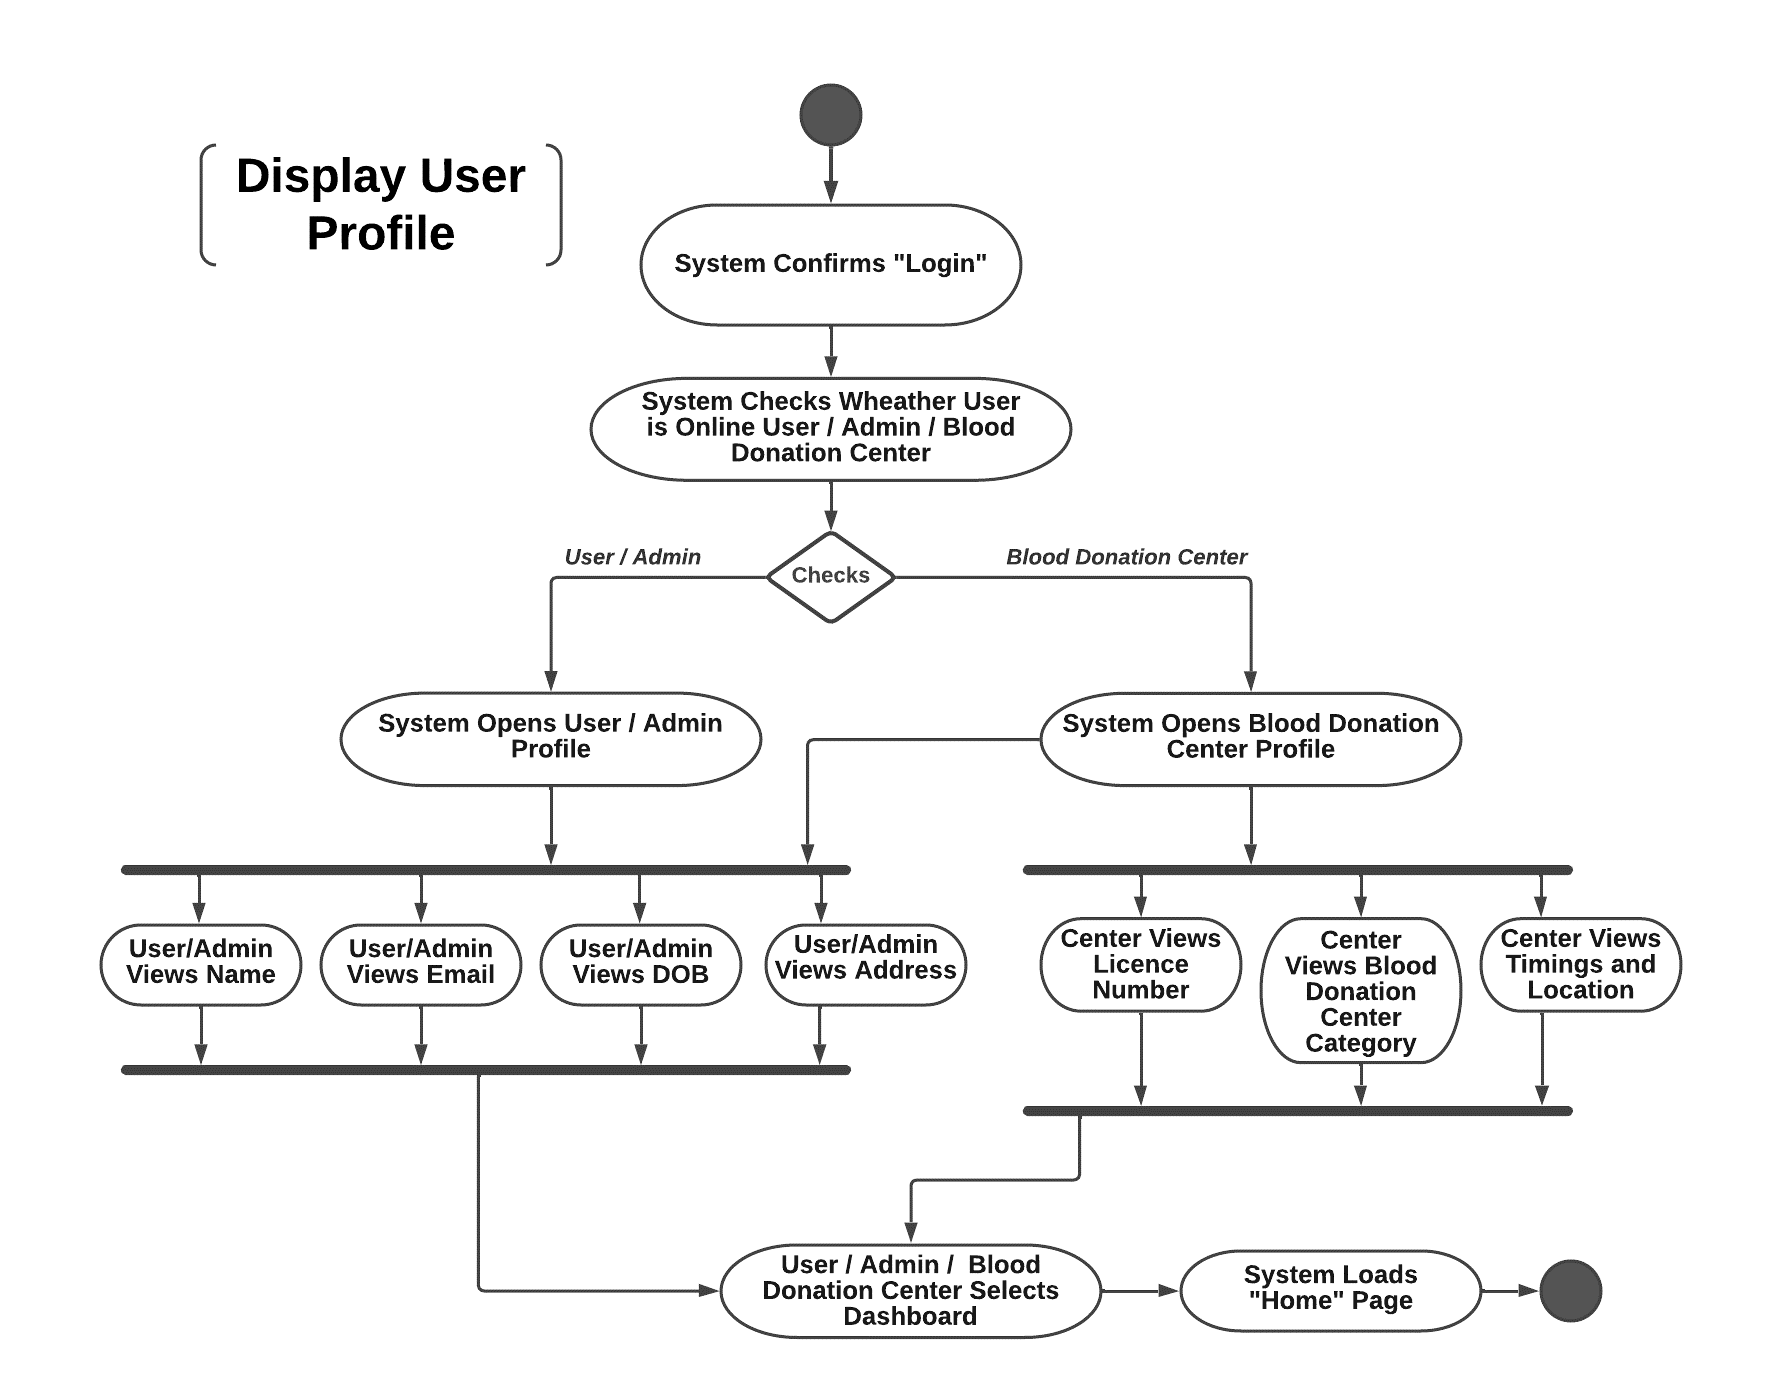 Display User
Profile
System Confirms "Login"
System Checks Wheather User
is Online User / Admin / Blood
Donation Center
Checks
User / Admin
Blood Donation Center
System Opens User / Admin
Profile
System Opens Blood Donation
Center Profile
User/Admin
Views Name
User/Admin
Views Email
User/Admin
Views DOB
User/Admin
Views Address
Center Views
Licence
Number
Center
Views Blood
Donation
Center
Category
Center Views
Timings and
Location
User / Admin /  Blood
Donation Center Selects
Dashboard
System Loads
"Home" Page